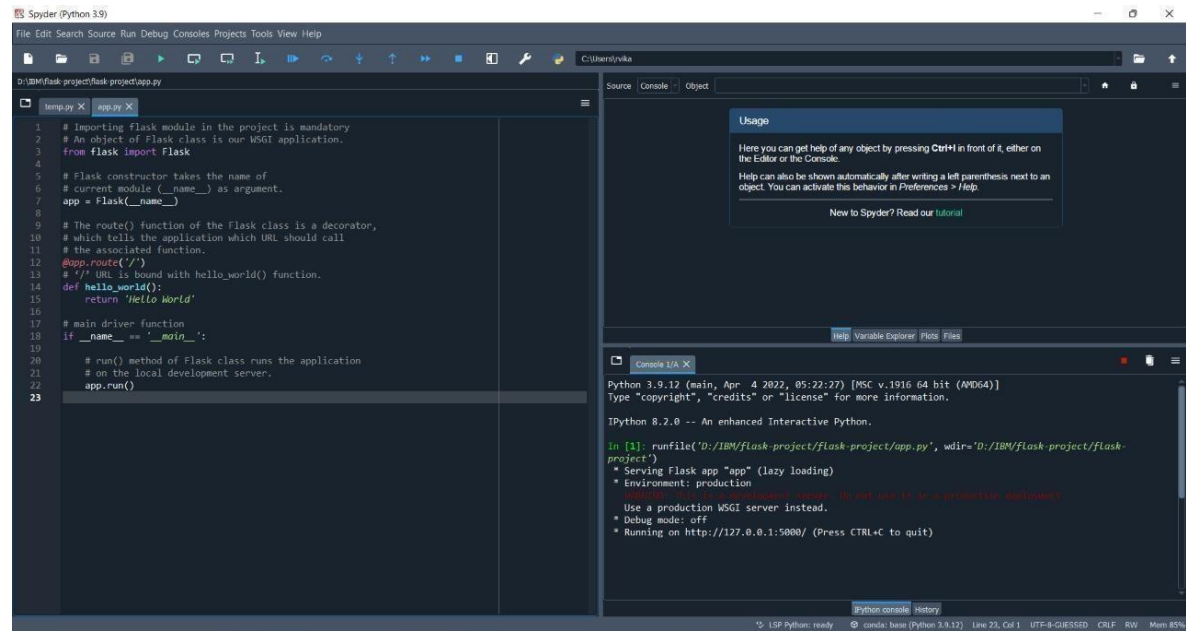 Spyder (Python 3.9)
File Edit Search Source Run Debug Consoles Projects Tools View Help
C:\Users\rvika
D:\IBM\flask-project\flask-project\app.py
temp.py X app.py X
1 # Importing flask module in the project is mandatory
2 # An object of Flask class is our WSGI application.
3 from flask import Flask
4
5 # Flask constructor takes the name of
6 # current module (__name__) as argument.
7 app = Flask(__name__)
8
9 # The route() function of the Flask class is a decorator,
10 # which tells the application which URL should call
11 # the associated function.
12 @app.route('/')
13 # ‘/’ URL is bound with hello_world() function.
14 def hello_world():
15 return 'Hello World'
16
17 # main driver function
18 if __name__ == '__main__':
19
20 # run() method of Flask class runs the application
21 # on the local development server.
22 app.run()
23
Source Console Object
Usage
Here you can get help of any object by pressing Ctrl+I in front of it, either on
the Editor or the Console.
Help can also be shown automatically after writing a left parenthesis next to an
object. You can activate this behavior in Preferences > Help.
New to Spyder? Read our tutorial
Help Variable Explorer Plots Files
Console 1/A X
Python 3.9.12 (main, Apr 4 2022, 05:22:27) [MSC v.1916 64 bit (AMD64)]
Type "copyright", "credits" or "license" for more information.
IPython 8.2.0 -- An enhanced Interactive Python.
In [1]: runfile('D:/IBM/flask-project/flask-project/app.py', wdir='D:/IBM/flask-project/flask-
project')
* Serving Flask app "app" (lazy loading)
* Environment: production
WARNING: This is a development server. Do not use it in a production deployment.
Use a production WSGI server instead.
* Debug mode: off
* Running on http://127.0.0.1:5000/ (Press CTRL+C to quit)
IPython console History
LSP Python: ready conda: base (Python 3.9.12) Line 23, Col 1 UTF-8-GUESSED CRLF RW Mem 85%